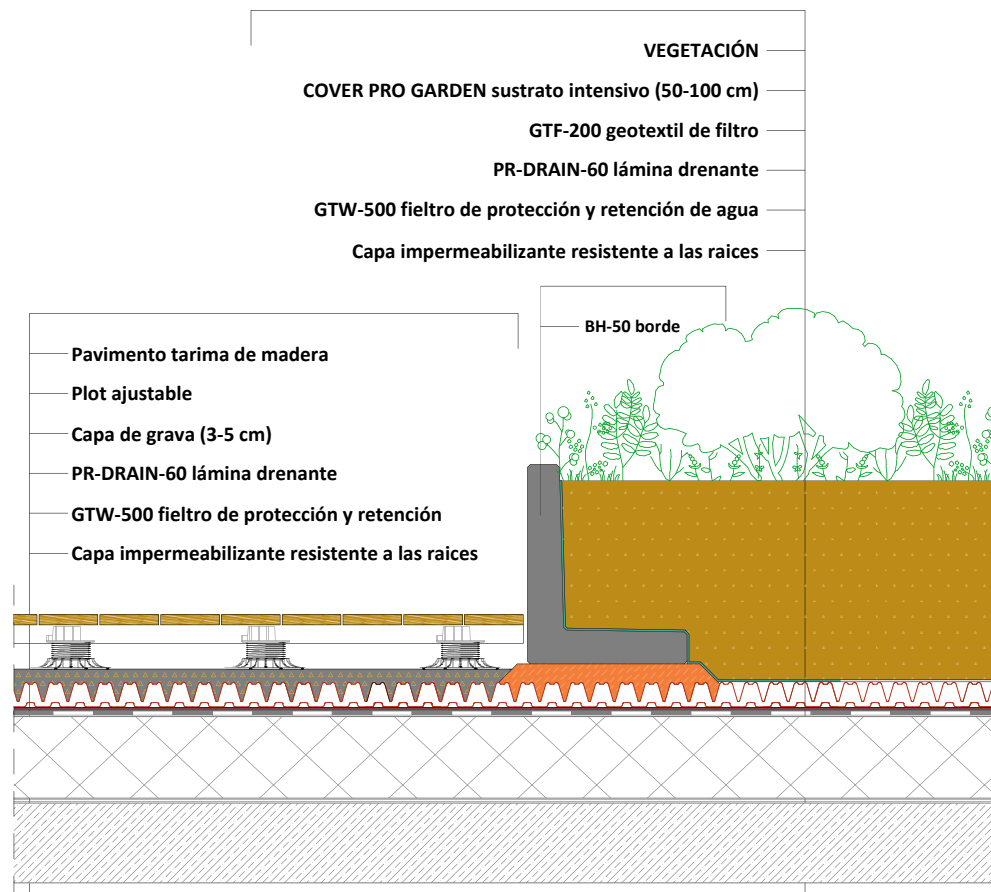 VEGETACIÓN
COVER PRO GARDEN sustrato intensivo (50-100 cm)
GTF-200 geotextil de filtro
PR-DRAIN-60 lámina drenante
GTW-500 fieltro de protección y retención de agua
Capa impermeabilizante resistente a las raices
BH-50 borde
Pavimento tarima de madera
Plot ajustable
Capa de grava (3-5 cm)
PR-DRAIN-60 lámina drenante
GTW-500 fieltro de protección y retención
Capa impermeabilizante resistente a las raices